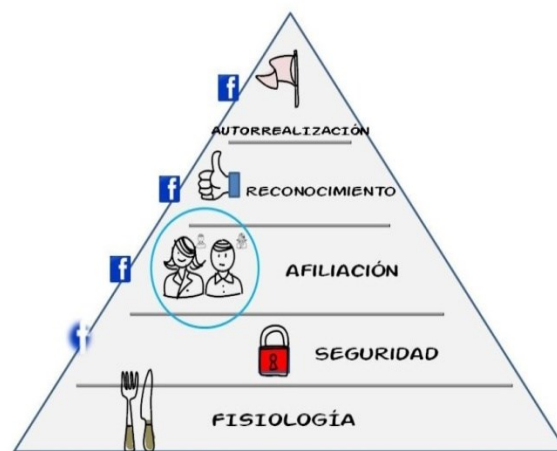 f
AUTORREALIZACIÓN
f
RECONOCIMIENTO
f
AFILIACIÓN
f
SEGURIDAD
FISIOLOGÍA